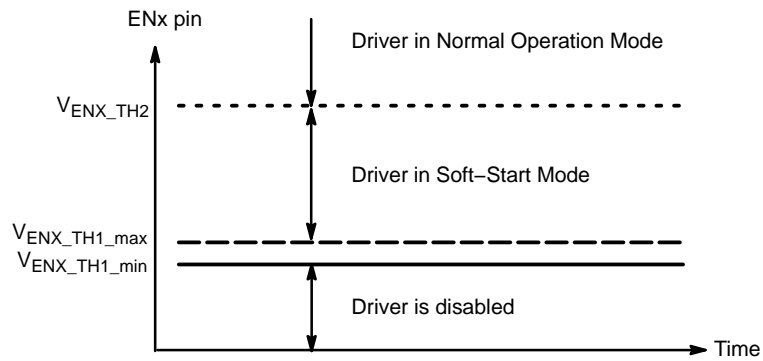 ENx pin
Driver in Normal Operation Mode
VENX_TH2
Driver in Soft−Start Mode
VENX_TH1_max
VENX_TH1_min
Driver is disabled
Time